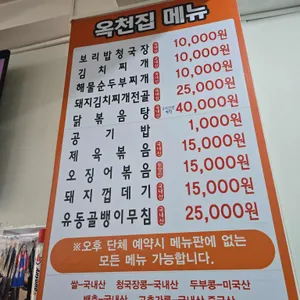 옥천집 메뉴
보리밥청국장 10,000원
김치찌개 10,000원
해물순두부찌개 10,000원
돼지김치찌개전골 25,000원
닭볶음탕 40,000원
공기밥 1,000원
제육볶음 15,000원
오징어볶음 15,000원
돼지껍데기 15,000원
유동골뱅이무침 25,000원
※오후 단체 예약시 메뉴판에 없는
모든 메뉴 가능합니다.
쌀-국내산 청국장콩-국내산 두부콩-미국산